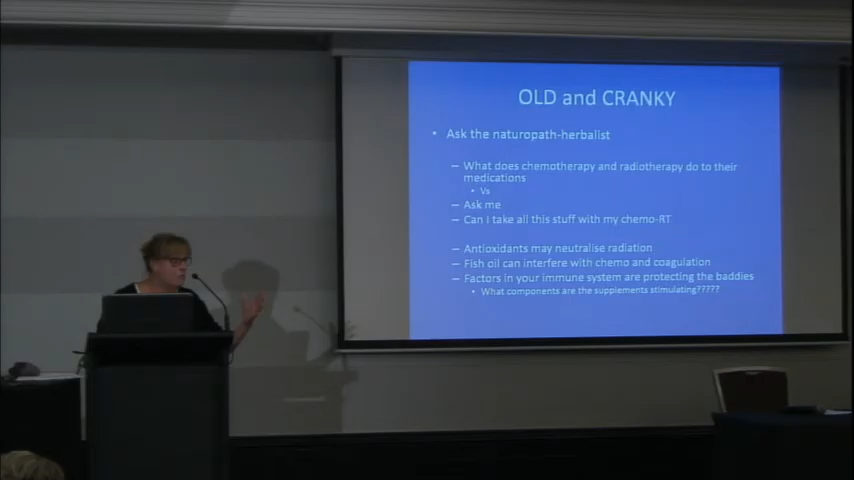 OLD and CRANKY
• Ask the naturopath-herbalist
– What does chemotherapy and radiotherapy do to their
medications
• Vs
– Ask me
– Can I take all this stuff with my chemo-RT
– Antioxidants may neutralise radiation
– Fish oil can interfere with chemo and coagulation
– Factors in your immune system are protecting the baddies
• What components are the supplements stimulating?????